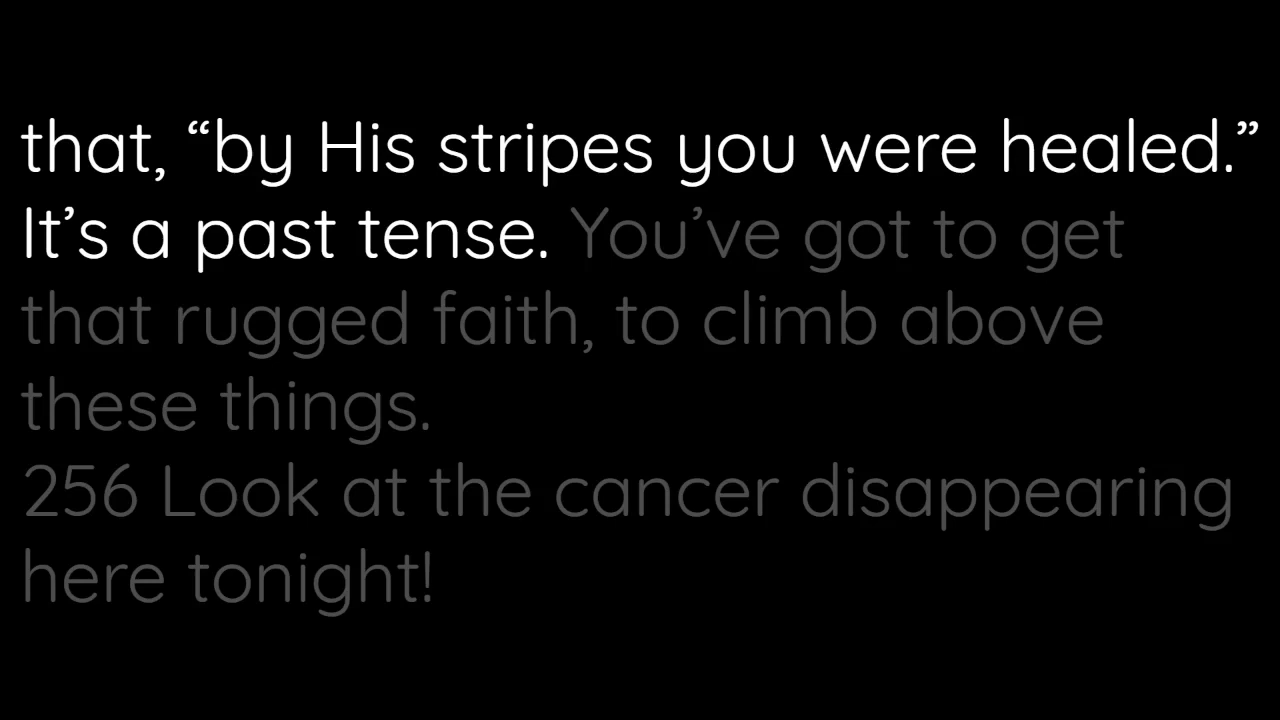 that, “by His stripes you were healed.”
It’s a past tense. You’ve got to get
that rugged faith, to climb above
these things.
256 Look at the cancer disappearing
here tonight!